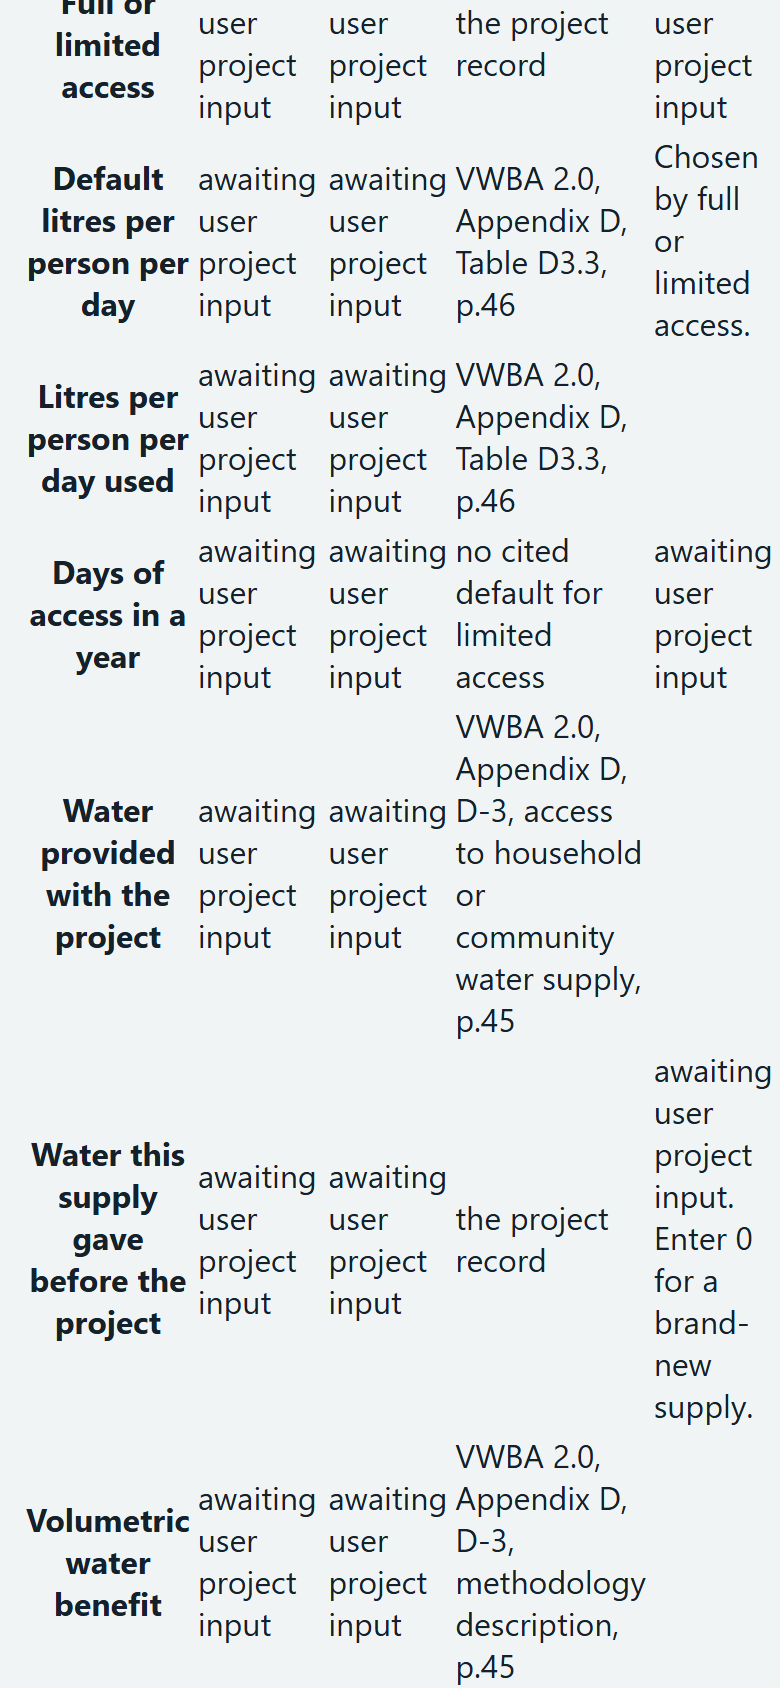 Full or
limited
access
user
project
input
user
project
input
the project
record
user
project
input
Default
litres per
person per
day
awaiting
user
project
input
awaiting
user
project
input
VWBA 2.0,
Appendix D,
Table D3.3,
p.46
Chosen
by full
or
limited
access.
Litres per
person per
day used
awaiting
user
project
input
awaiting
user
project
input
VWBA 2.0,
Appendix D,
Table D3.3,
p.46
Days of
access in a
year
awaiting
user
project
input
awaiting
user
project
input
no cited
default for
limited
access
awaiting
user
project
input
Water
provided
with the
project
awaiting
user
project
input
awaiting
user
project
input
VWBA 2.0,
Appendix D,
D-3, access
to household
or
community
water supply,
p.45
Water this
supply
gave
before the
project
awaiting
user
project
input
awaiting
user
project
input
the project
record
awaiting
user
project
input.
Enter 0
for a
brand-
new
supply.
Volumetric
water
benefit
awaiting
user
project
input
awaiting
user
project
input
VWBA 2.0,
Appendix D,
D-3,
methodology
description,
p.45